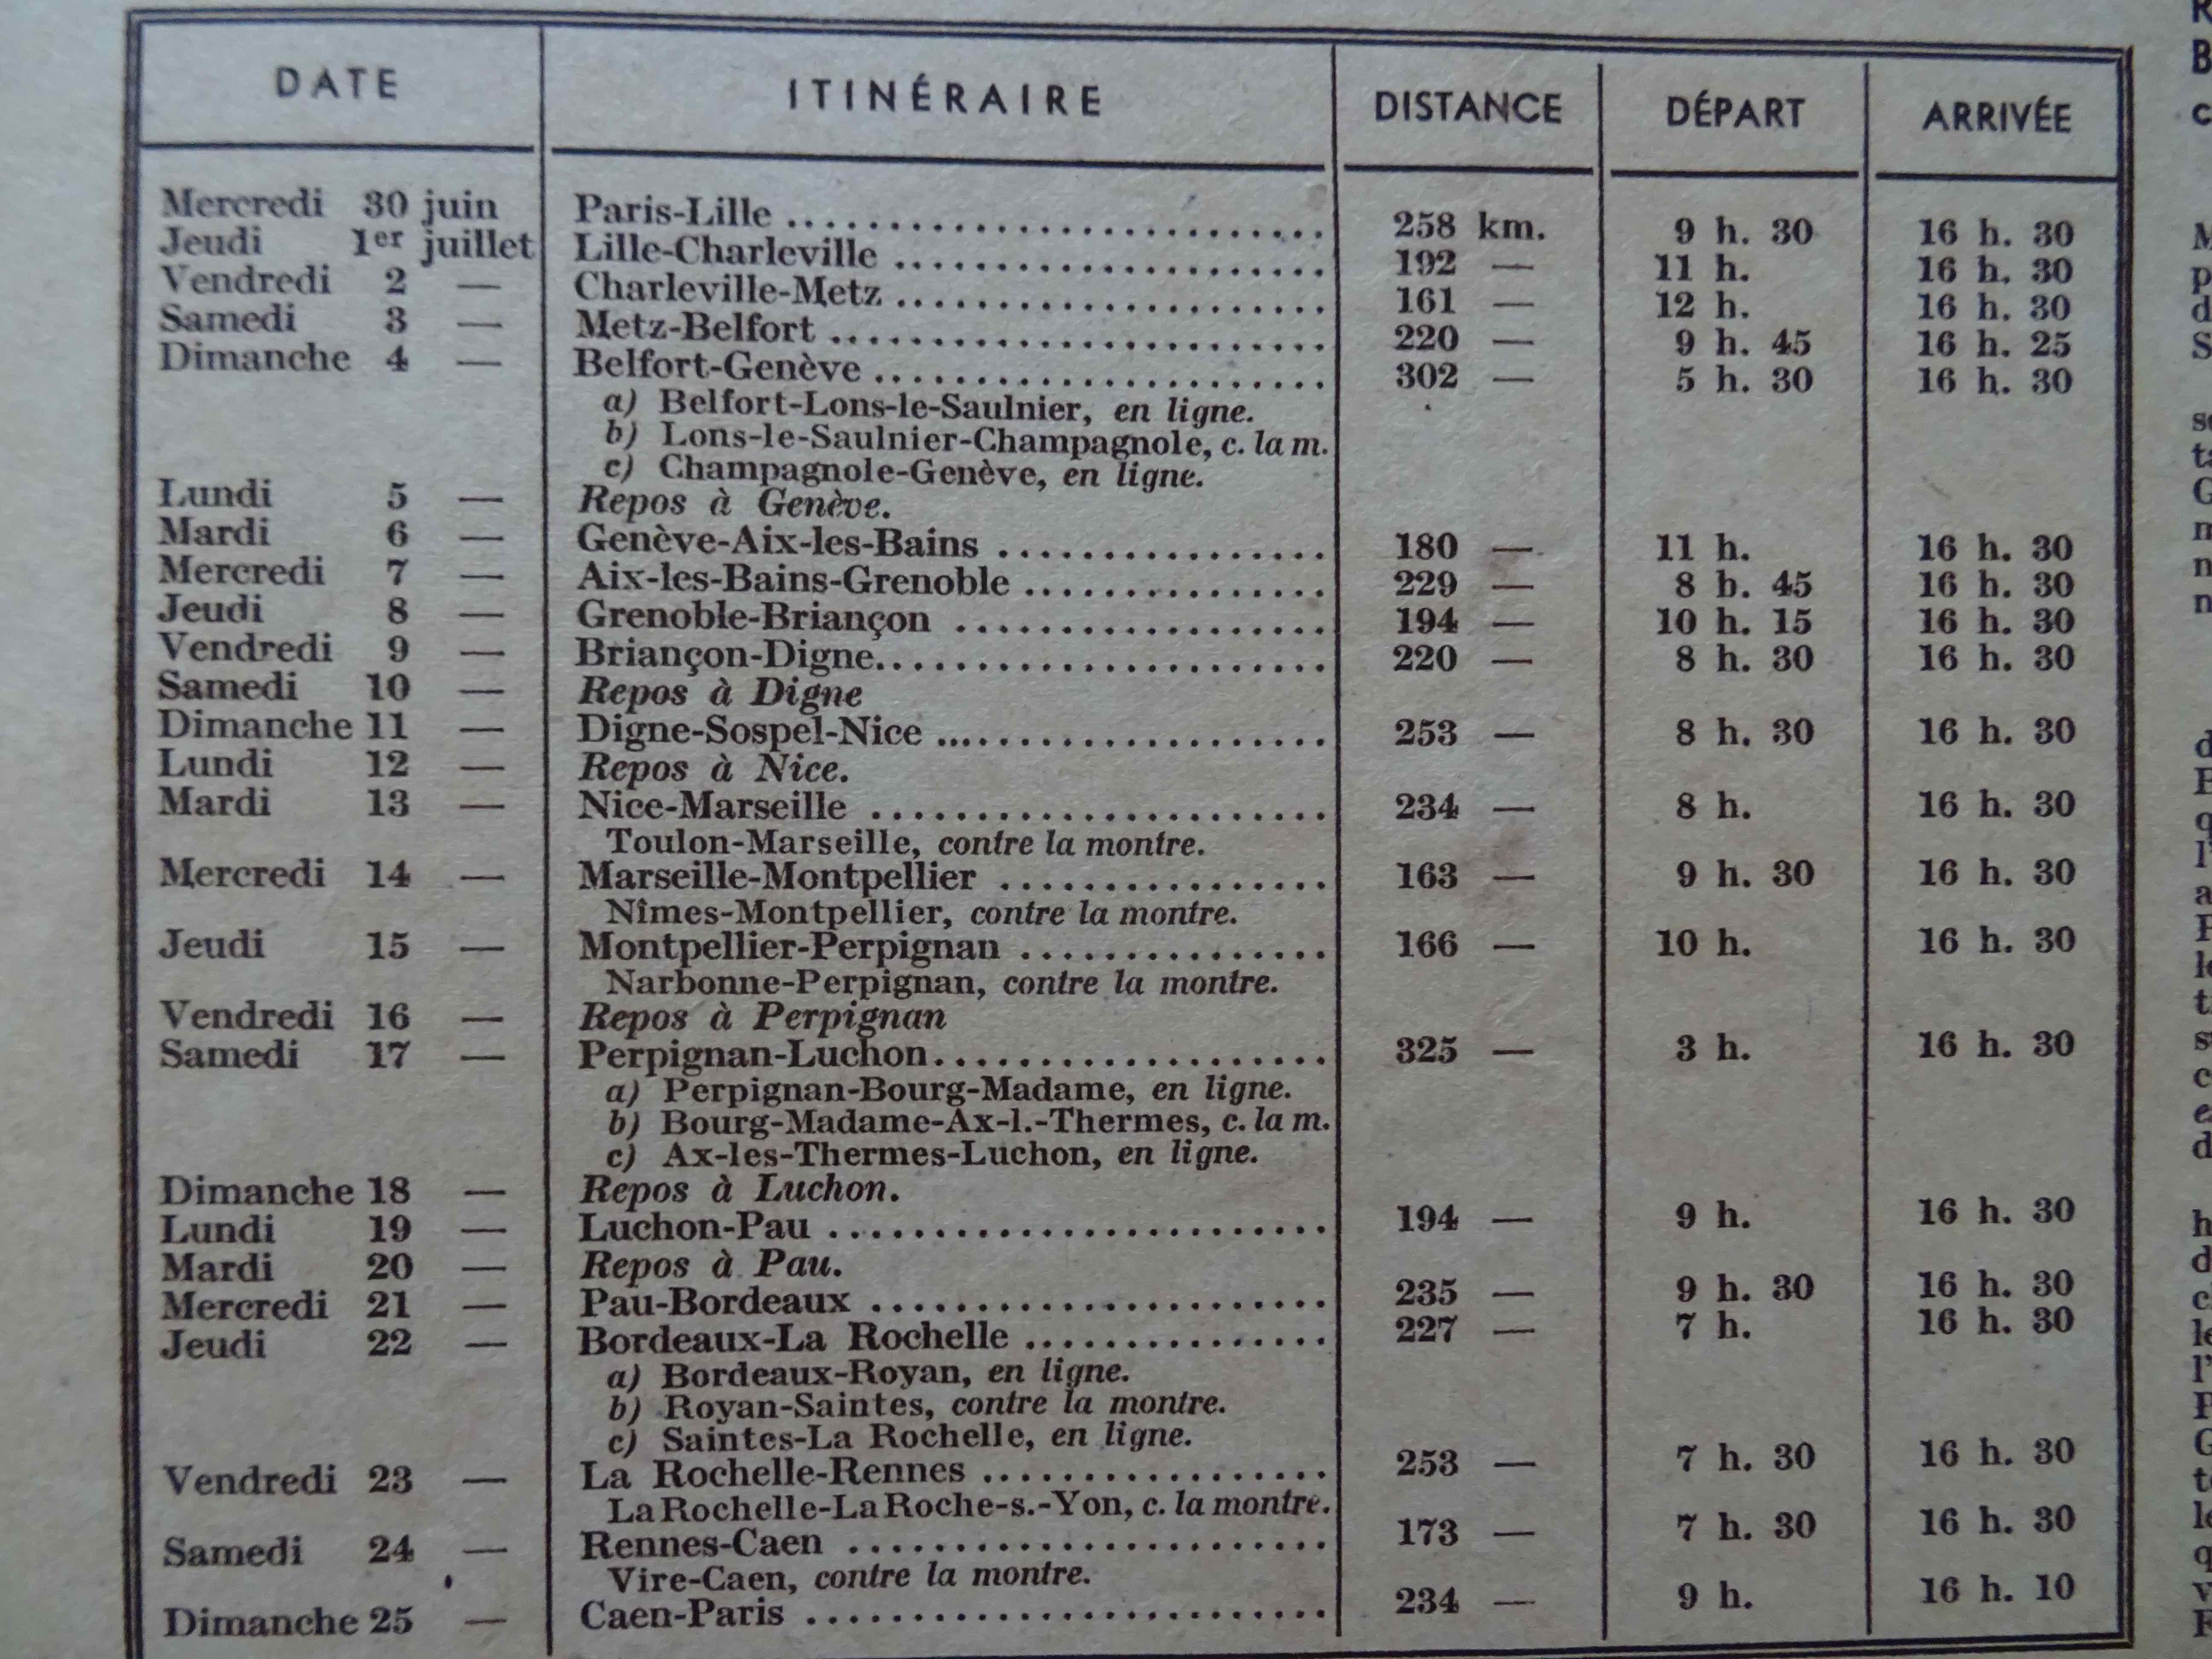 DATE ITINÉRAIRE DISTANCE DÉPART ARRIVÉE
Mercredi 30 juin Paris-Lille 258 km. 9 h. 30 16 h. 30
Jeudi 1er juillet Lille-Charleville 192 — 11 h. 16 h. 30
Vendredi 2 — Charleville-Metz 161 — 12 h. 16 h. 30
Samedi 3 — Metz-Belfort 220 — 9 h. 45 16 h. 25
Dimanche 4 — Belfort-Genève 302 — 5 h. 30 16 h. 30
a) Belfort-Lons-le-Saulnier, en ligne.
b) Lons-le-Saulnier-Champagnole, c. la m.
c) Champagnole-Genève, en ligne.
Lundi 5 — Repos à Genève.
Mardi 6 — Genève-Aix-les-Bains 180 — 11 h. 16 h. 30
Mercredi 7 — Aix-les-Bains-Grenoble 229 — 8 h. 45 16 h. 30
Jeudi 8 — Grenoble-Briançon 194 — 10 h. 15 16 h. 30
Vendredi 9 — Briançon-Digne 220 — 8 h. 30 16 h. 30
Samedi 10 — Repos à Digne
Dimanche 11 — Digne-Sospel-Nice 253 — 8 h. 30 16 h. 30
Lundi 12 — Repos à Nice.
Mardi 13 — Nice-Marseille 234 — 8 h. 16 h. 30
Toulon-Marseille, contre la montre.
Mercredi 14 — Marseille-Montpellier 163 — 9 h. 30 16 h. 30
Nîmes-Montpellier, contre la montre.
Jeudi 15 — Montpellier-Perpignan 166 — 10 h. 16 h. 30
Narbonne-Perpignan, contre la montre.
Vendredi 16 — Repos à Perpignan
Samedi 17 — Perpignan-Luchon 325 — 3 h. 16 h. 30
a) Perpignan-Bourg-Madame, en ligne.
b) Bourg-Madame-Ax-l.-Thermes, c. la m.
c) Ax-les-Thermes-Luchon, en ligne.
Dimanche 18 — Repos à Luchon.
Lundi 19 — Luchon-Pau 194 — 9 h. 16 h. 30
Mardi 20 — Repos à Pau.
Mercredi 21 — Pau-Bordeaux 235 — 9 h. 30 16 h. 30
Jeudi 22 — Bordeaux-La Rochelle 227 — 7 h. 16 h. 30
a) Bordeaux-Royan, en ligne.
b) Royan-Saintes, contre la montre.
c) Saintes-La Rochelle, en ligne.
Vendredi 23 — La Rochelle-Rennes 253 — 7 h. 30 16 h. 30
La Rochelle-La Roche-s.-Yon, c. la montre.
Samedi 24 — Rennes-Caen 173 — 7 h. 30 16 h. 30
Vire-Caen, contre la montre.
Dimanche 25 — Caen-Paris 234 — 9 h. 16 h. 10